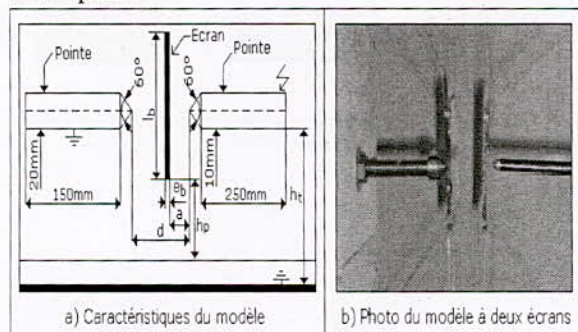 Pointe
Ecran
Pointe
60°
60°
l_b
20mm
10mm
150mm
e_b
a
250mm
d
h_p
h_t
a) Caractéristiques du modèle
b) Photo du modèle à deux écrans